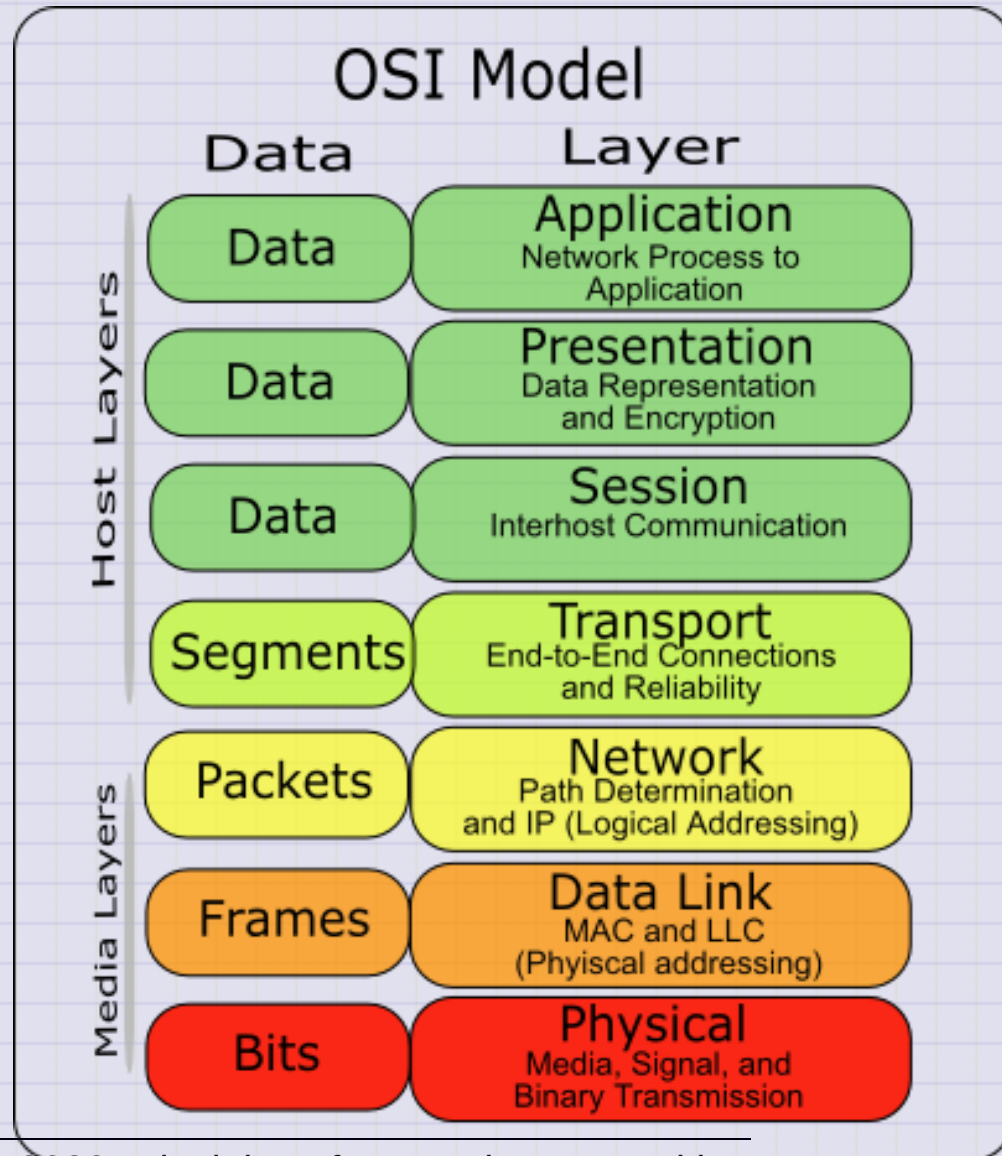 OSI Model
Data
Layer
Host Layers
Data
Application
Network Process to
Application
Data
Presentation
Data Representation
and Encryption
Data
Session
Interhost Communication
Segments
Transport
End-to-End Connections
and Reliability
Media Layers
Packets
Network
Path Determination
and IP (Logical Addressing)
Frames
Data Link
MAC and LLC
(Phyiscal addressing)
Bits
Physical
Media, Signal, and
Binary Transmission